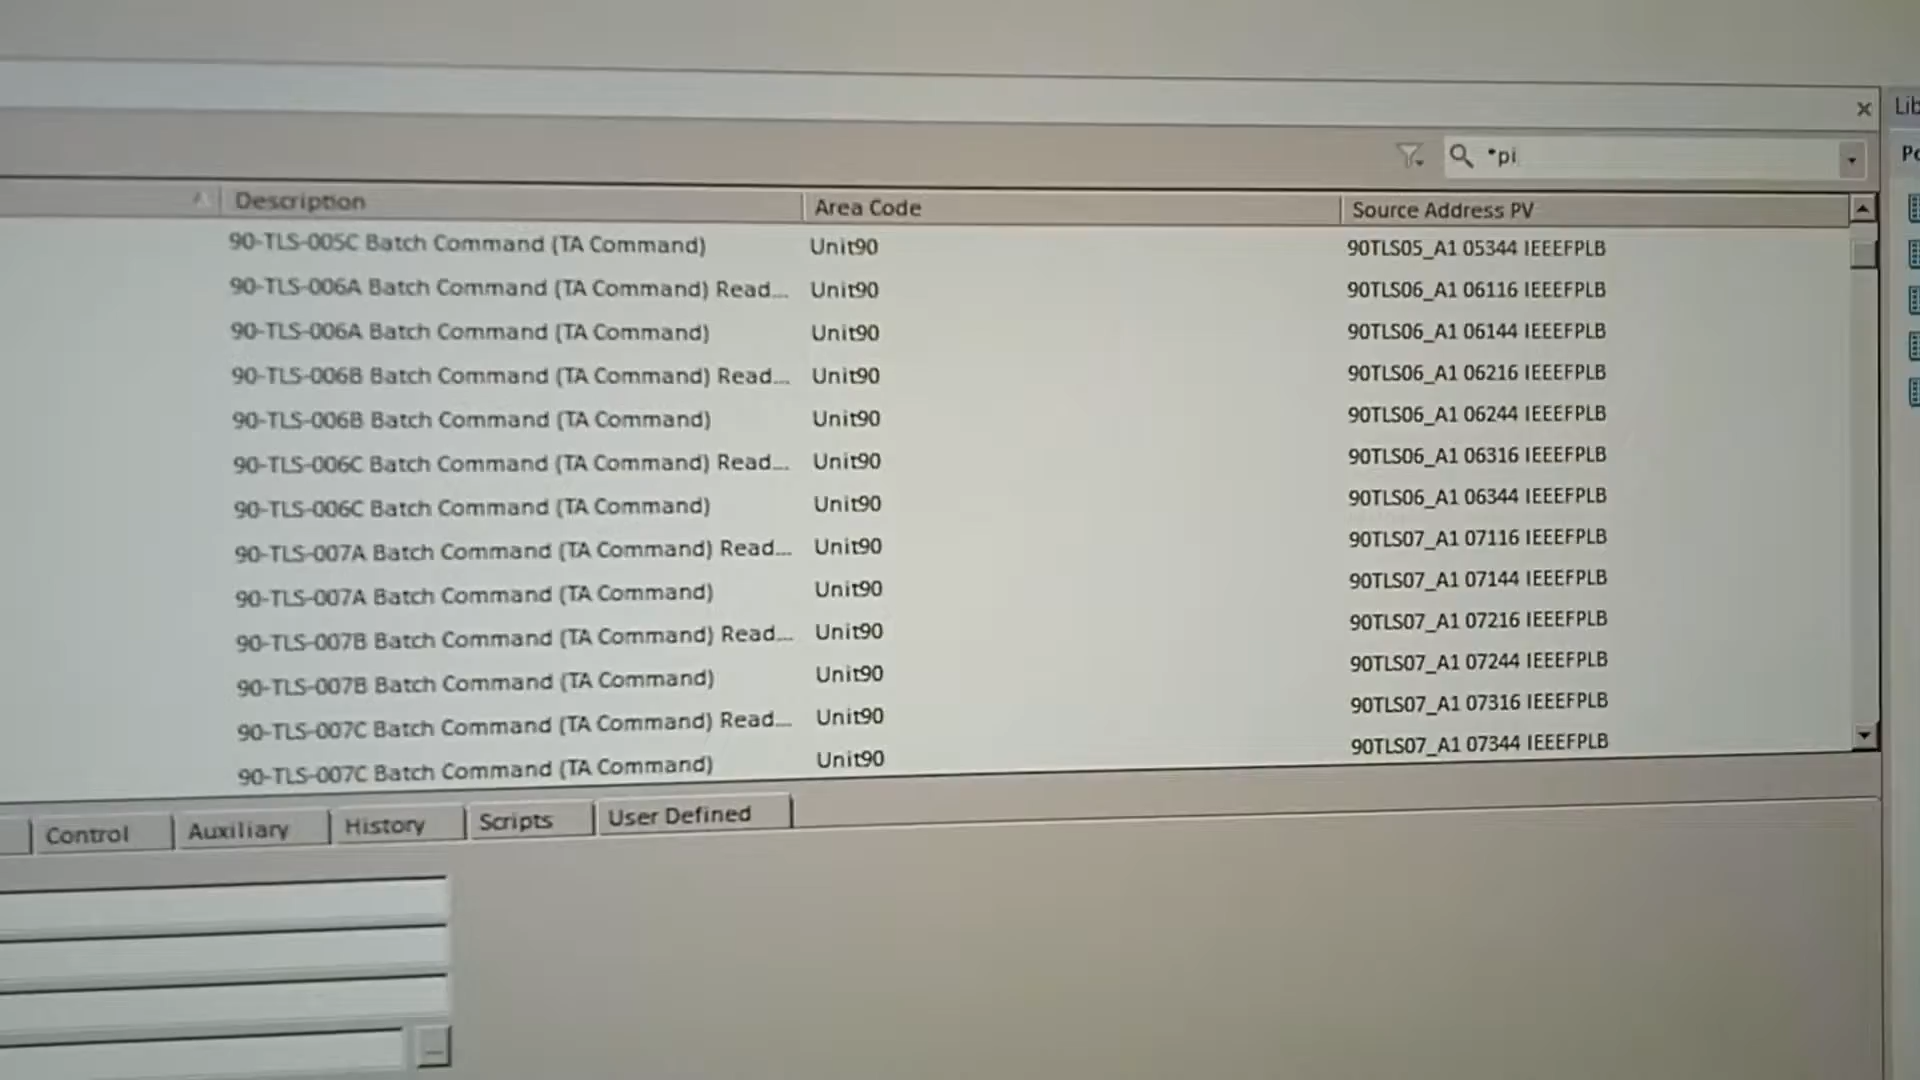 Lib
*pi
Description Area Code Source Address PV
90-TLS-005C Batch Command (TA Command) Unit90 90TLS05_A1 05344 IEEEFPLB
90-TLS-006A Batch Command (TA Command) Read... Unit90 90TLS06_A1 06116 IEEEFPLB
90-TLS-006A Batch Command (TA Command) Unit90 90TLS06_A1 06144 IEEEFPLB
90-TLS-006B Batch Command (TA Command) Read... Unit90 90TLS06_A1 06216 IEEEFPLB
90-TLS-006B Batch Command (TA Command) Unit90 90TLS06_A1 06244 IEEEFPLB
90-TLS-006C Batch Command (TA Command) Read... Unit90 90TLS06_A1 06316 IEEEFPLB
90-TLS-006C Batch Command (TA Command) Unit90 90TLS06_A1 06344 IEEEFPLB
90-TLS-007A Batch Command (TA Command) Read... Unit90 90TLS07_A1 07116 IEEEFPLB
90-TLS-007A Batch Command (TA Command) Unit90 90TLS07_A1 07144 IEEEFPLB
90-TLS-007B Batch Command (TA Command) Read... Unit90 90TLS07_A1 07216 IEEEFPLB
90-TLS-007B Batch Command (TA Command) Unit90 90TLS07_A1 07244 IEEEFPLB
90-TLS-007C Batch Command (TA Command) Read... Unit90 90TLS07_A1 07316 IEEEFPLB
90-TLS-007C Batch Command (TA Command) Unit90 90TLS07_A1 07344 IEEEFPLB
Control Auxiliary History Scripts User Defined
...